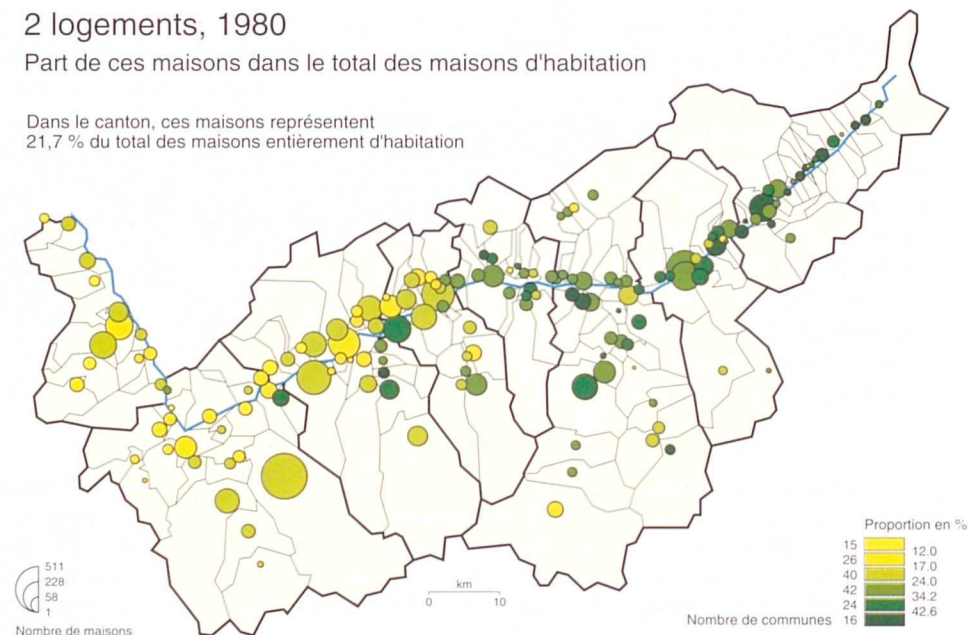 2 logements, 1980
Part de ces maisons dans le total des maisons d'habitation
Dans le canton, ces maisons représentent
21,7 % du total des maisons entièrement d'habitation
511
228
58
1
Nombre de maisons
km
0 10
Proportion en %
15
12.0
26
17.0
40
24.0
42
34.2
24
42.6
Nombre de communes 16